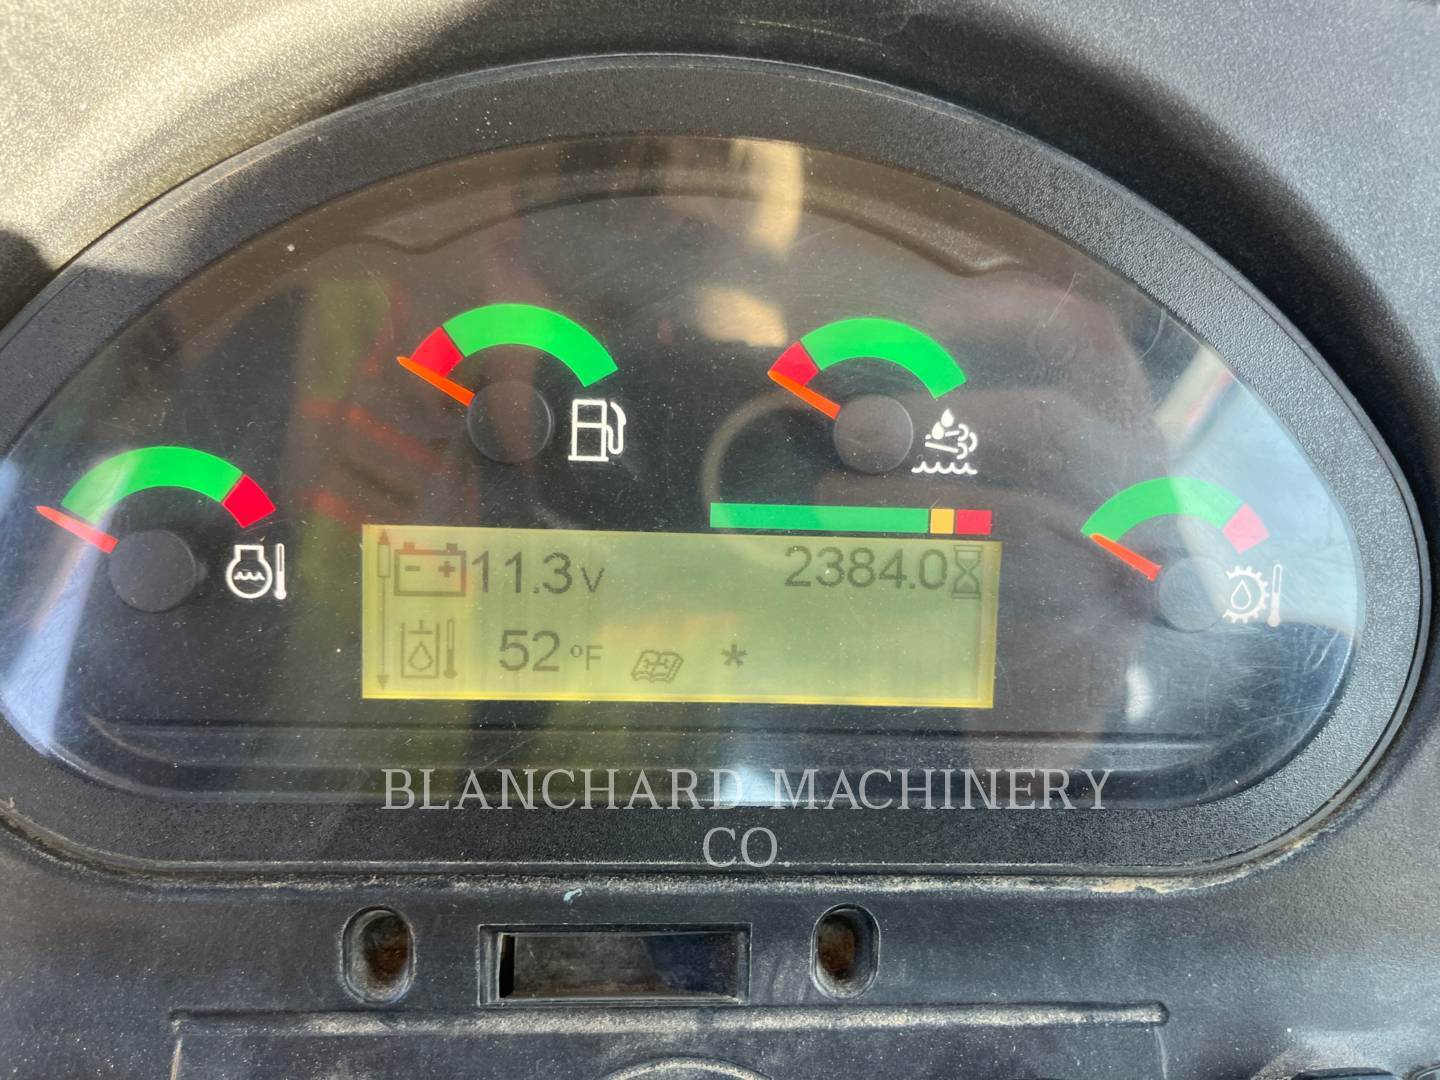 11.3V
2384.0
52 °F
*
BLANCHARD MACHINERY
CO.